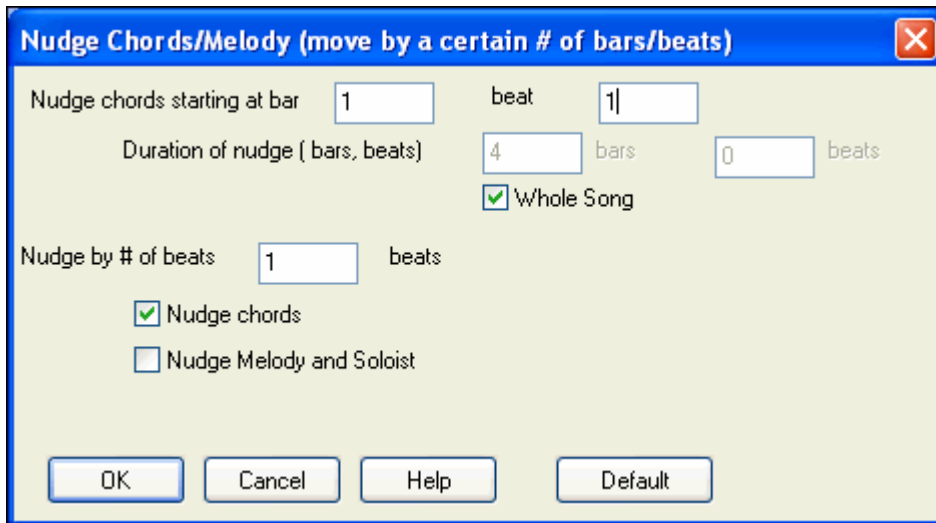 Nudge Chords/Melody (move by a certain # of bars/beats)
Nudge chords starting at bar 1 beat 1
Duration of nudge ( bars, beats) 4 bars 0 beats
Whole Song
Nudge by # of beats 1 beats
Nudge chords
Nudge Melody and Soloist
OK Cancel Help Default